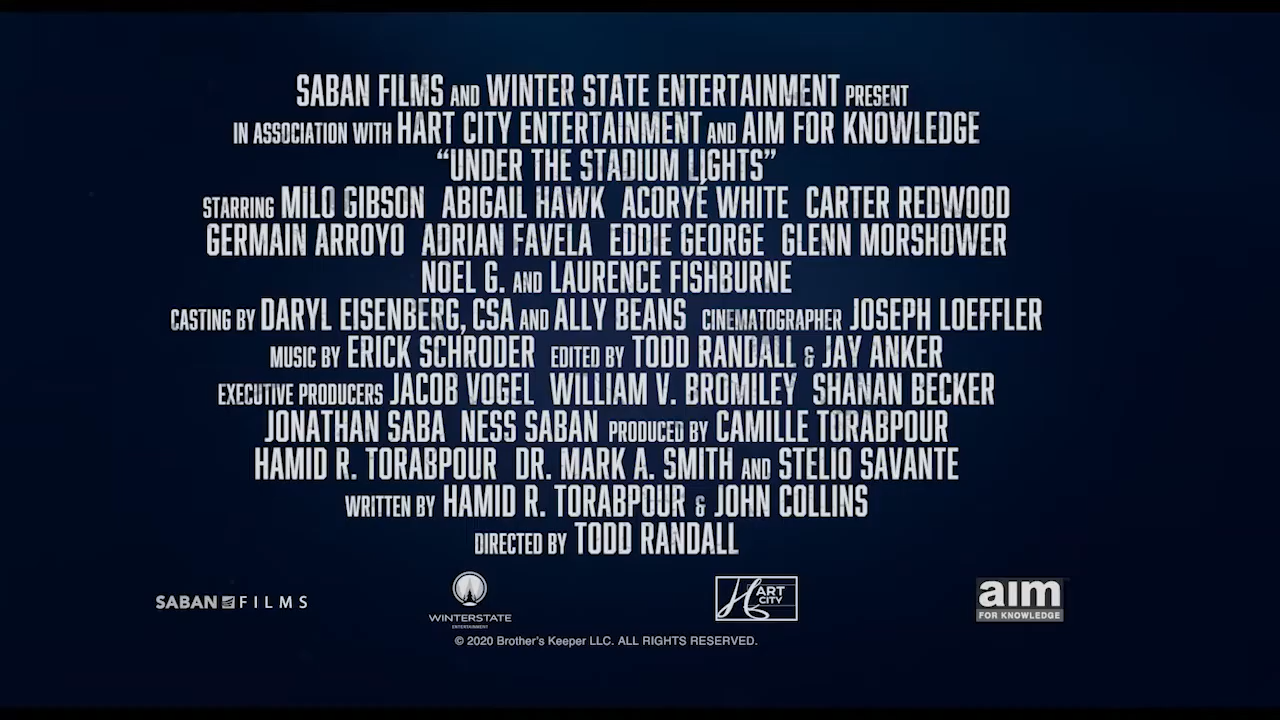 SABAN FILMS AND WINTER STATE ENTERTAINMENT PRESENT
IN ASSOCIATION WITH HART CITY ENTERTAINMENT AND AIM FOR KNOWLEDGE
“UNDER THE STADIUM LIGHTS”
STARRING MILO GIBSON ABIGAIL HAWK ACORYÉ WHITE CARTER REDWOOD
GERMAIN ARROYO ADRIAN FAVELA EDDIE GEORGE GLENN MORSHOWER
NOEL G. AND LAURENCE FISHBURNE
CASTING BY DARYL EISENBERG, CSA AND ALLY BEANS CINEMATOGRAPHER JOSEPH LOEFFLER
MUSIC BY ERICK SCHRODER EDITED BY TODD RANDALL & JAY ANKER
EXECUTIVE PRODUCERS JACOB VOGEL WILLIAM V. BROMILEY SHANAN BECKER
JONATHAN SABA NESS SABAN PRODUCED BY CAMILLE TORABPOUR
HAMID R. TORABPOUR DR. MARK A. SMITH AND STELIO SAVANTE
WRITTEN BY HAMID R. TORABPOUR & JOHN COLLINS
DIRECTED BY TODD RANDALL
SABAN FILMS
WINTERSTATE
ENTERTAINMENT
HART
CITY
aim
FOR KNOWLEDGE
© 2020 Brother's Keeper LLC. ALL RIGHTS RESERVED.